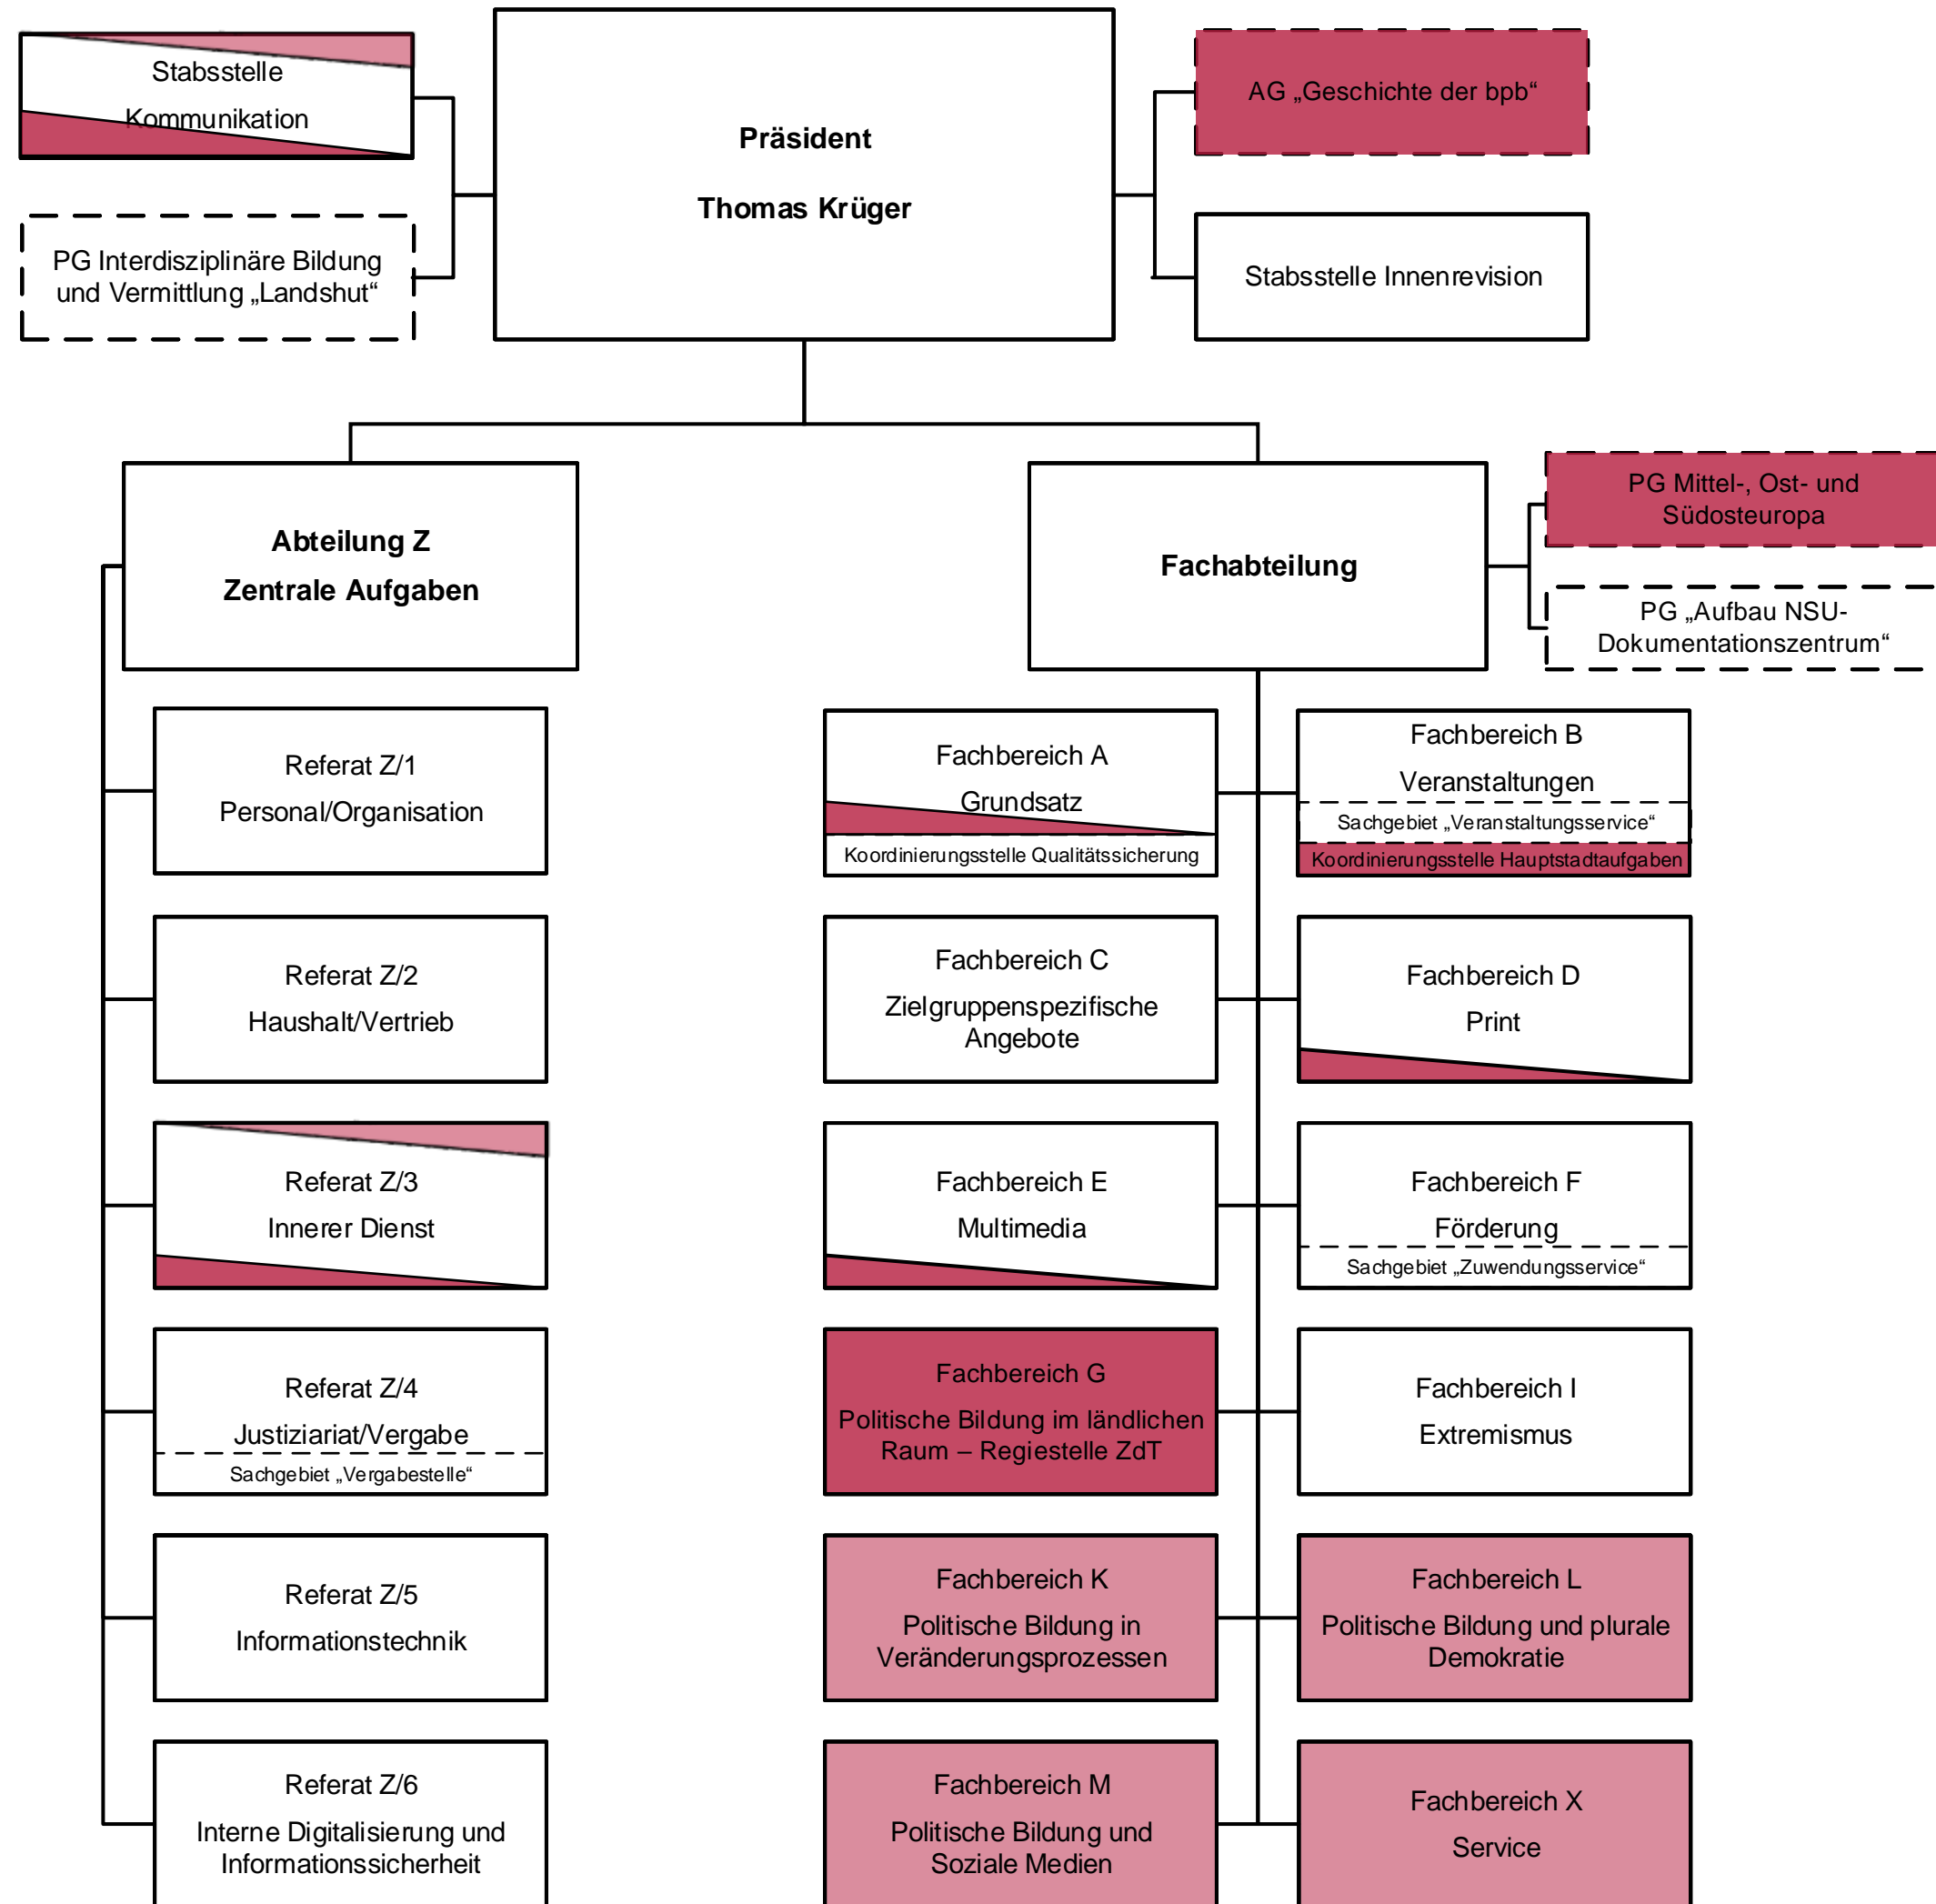 Stabsstelle
Kommunikation
PG Interdisziplinäre Bildung
und Vermittlung „Landshut“
Präsident
Thomas Krüger
AG „Geschichte der bpb“
Stabsstelle Innenrevision
Abteilung Z
Zentrale Aufgaben
Fachabteilung
PG Mittel-, Ost- und
Südosteuropa
PG „Aufbau NSU-
Dokumentationszentrum“
Referat Z/1
Personal/Organisation
Referat Z/2
Haushalt/Vertrieb
Referat Z/3
Innerer Dienst
Referat Z/4
Justiziariat/Vergabe
Sachgebiet „Vergabestelle“
Referat Z/5
Informationstechnik
Referat Z/6
Interne Digitalisierung und
Informationssicherheit
Fachbereich A
Grundsatz
Koordinierungsstelle Qualitätssicherung
Fachbereich B
Veranstaltungen
Sachgebiet „Veranstaltungsservice“
Koordinierungsstelle Hauptstadtaufgaben
Fachbereich C
Zielgruppenspezifische
Angebote
Fachbereich D
Print
Fachbereich E
Multimedia
Fachbereich F
Förderung
Sachgebiet „Zuwendungsservice“
Fachbereich G
Politische Bildung im ländlichen
Raum – Regiestelle ZdT
Fachbereich I
Extremismus
Fachbereich K
Politische Bildung in
Veränderungsprozessen
Fachbereich L
Politische Bildung und plurale
Demokratie
Fachbereich M
Politische Bildung und
Soziale Medien
Fachbereich X
Service